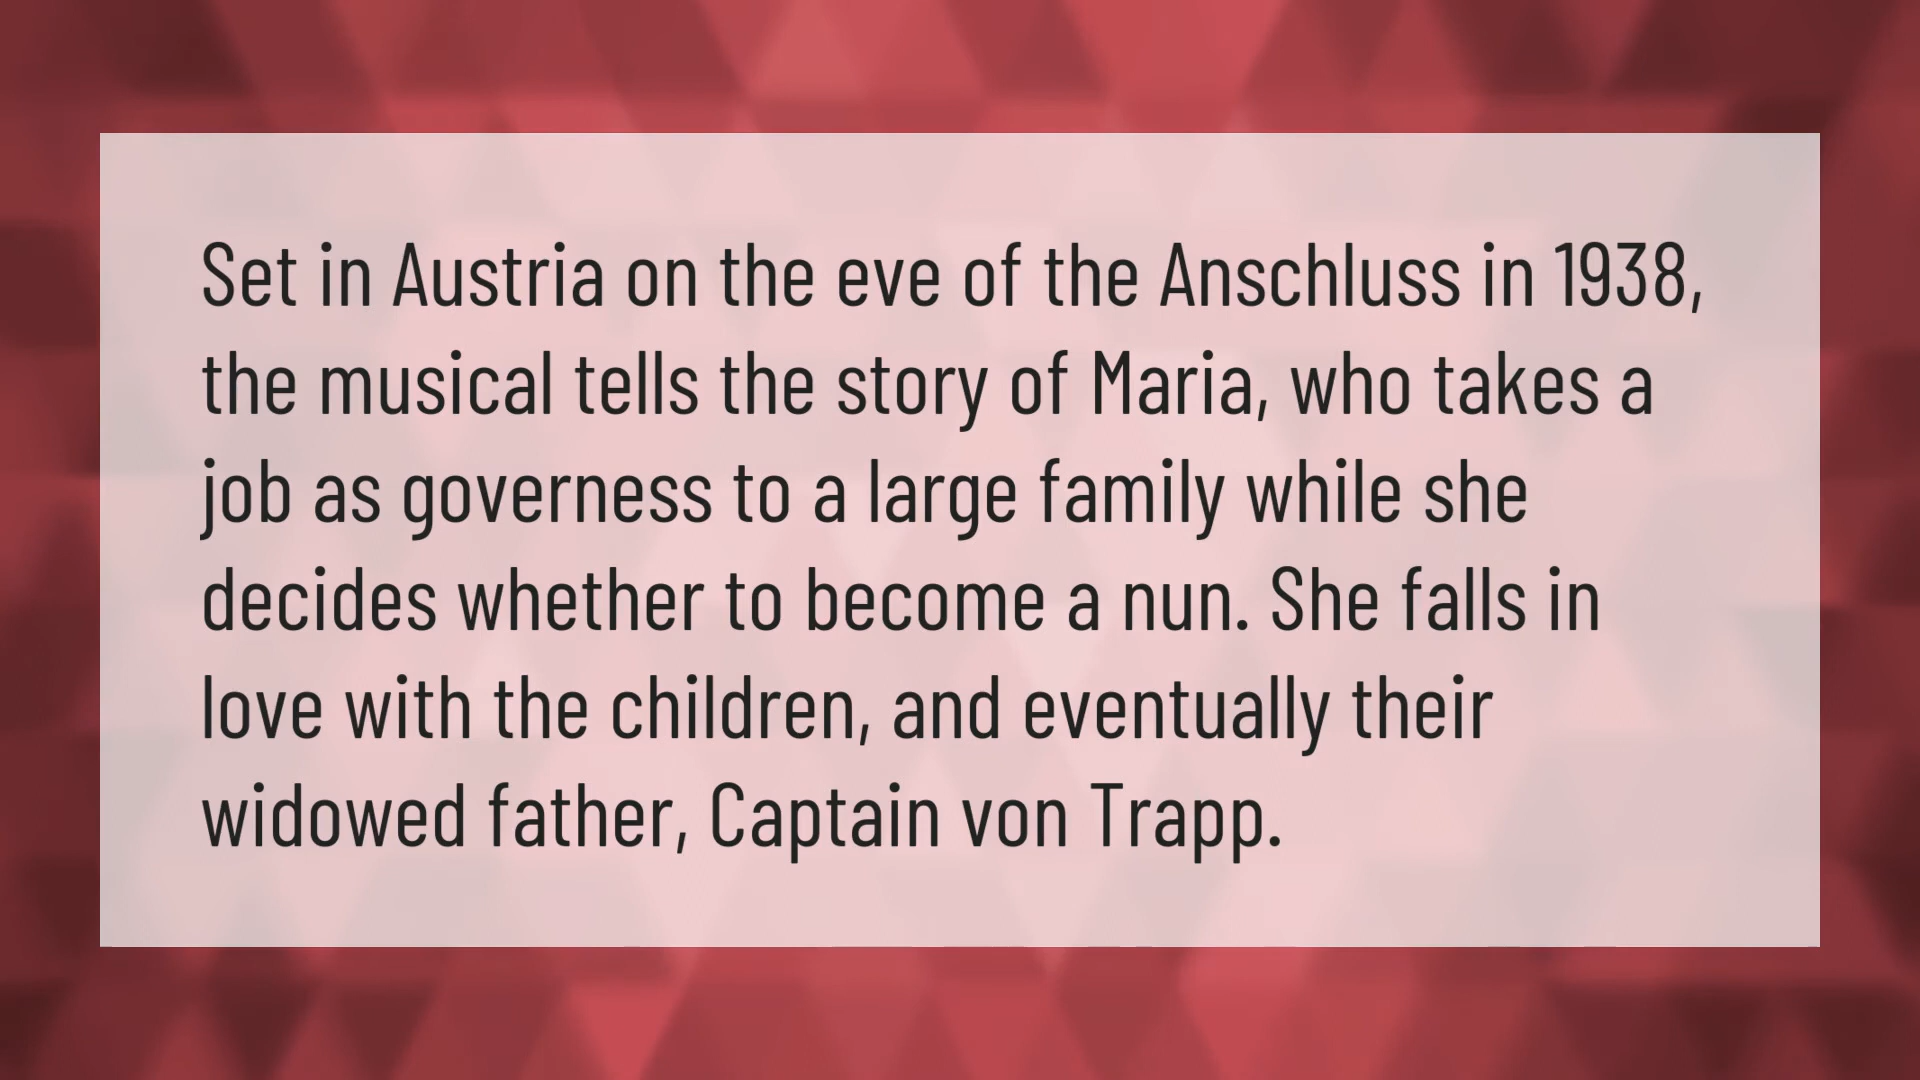 Set in Austria on the eve of the Anschluss in 1938,
the musical tells the story of Maria, who takes a
job as governess to a large family while she
decides whether to become a nun. She falls in
love with the children, and eventually their
widowed father, Captain von Trapp.